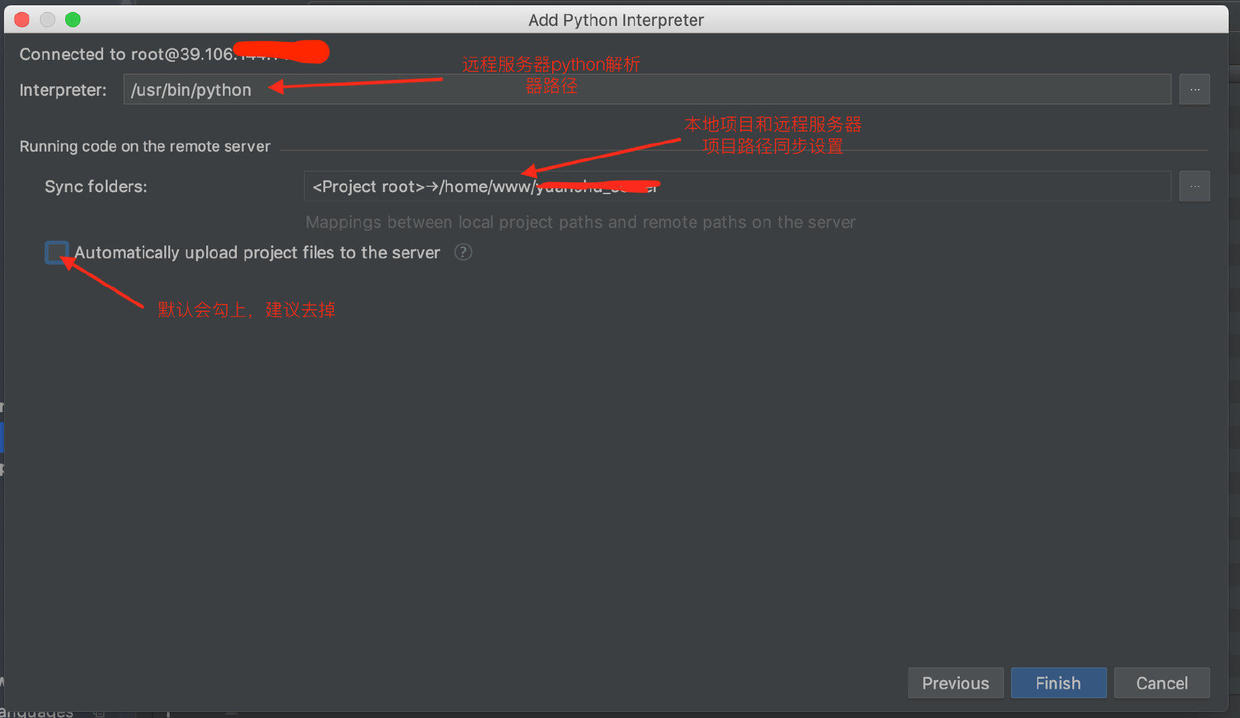 Add Python Interpreter
Connected to root@39.106.
远程服务器python解析
器路径
Interpreter: /usr/bin/python ...
本地项目和远程服务器
项目路径同步设置
Running code on the remote server
Sync folders: <Project root>→/home/www/ ...
Mappings between local project paths and remote paths on the server
Automatically upload project files to the server ?
默认会勾上，建议去掉
Previous Finish Cancel
anguages